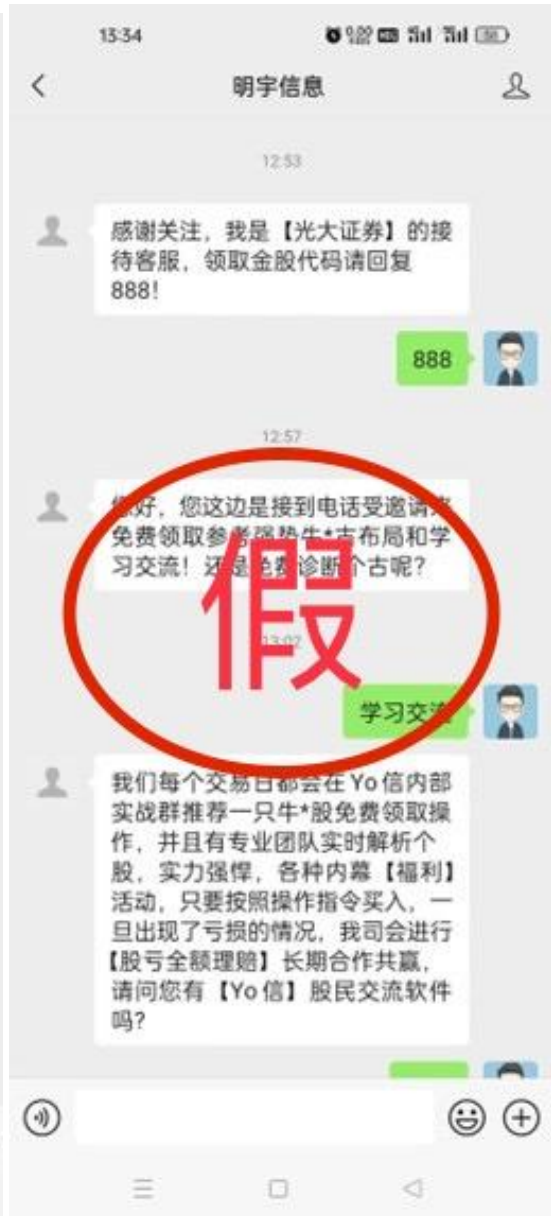 13:34
明宇信息
12:53
感谢关注，我是【光大证券】的接
待客服，领取金股代码请回复
888！
888
12:57
您好，您这边是接到电话受邀请来
免费领取参考强势牛*古布局和学
习交流！还是免费诊断个古呢？
假
13:02
学习交流
我们每个交易日都会在Yo信内部
实战群推荐一只牛*股免费领取操
作，并且有专业团队实时解析个
股，实力强悍，各种内幕【福利】
活动，只要按照操作指令买入，一
旦出现了亏损的情况，我司会进行
【股亏全额理赔】长期合作共赢，
请问您有【Yo信】股民交流软件
吗？